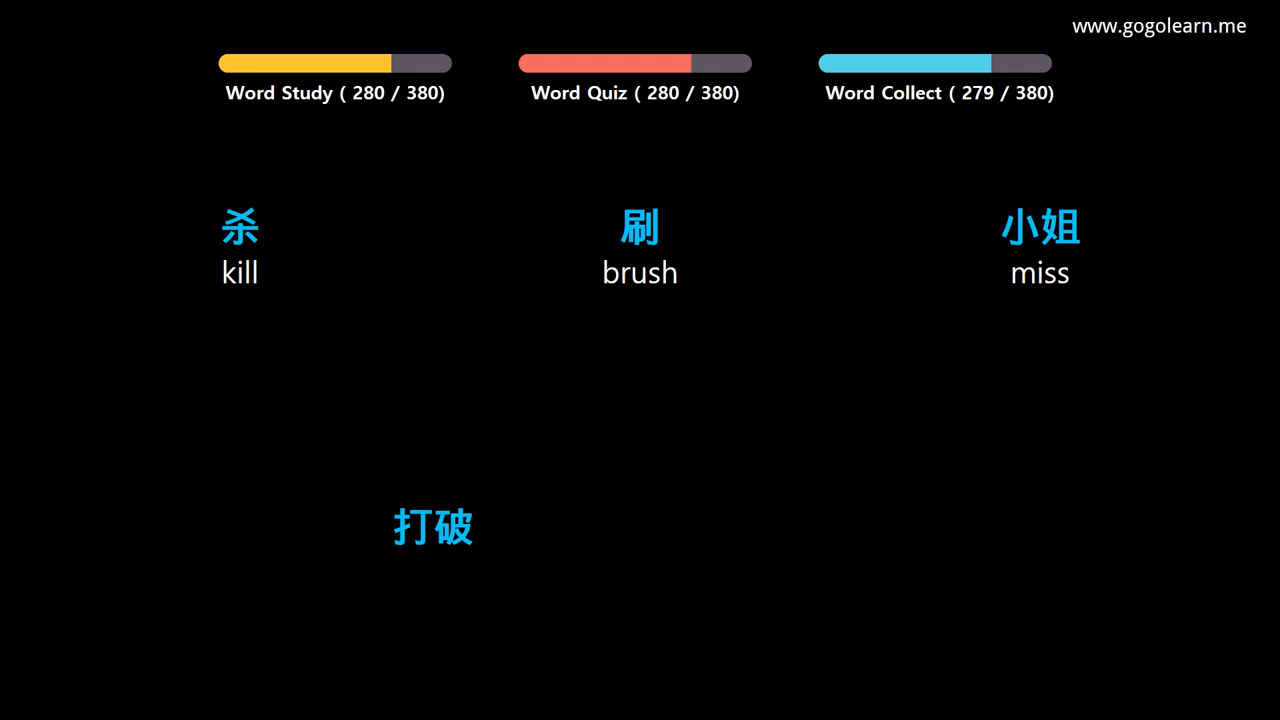 www.gogolearn.me
Word Study ( 280 / 380)
Word Quiz ( 280 / 380)
Word Collect ( 279 / 380)
杀
kill
刷
brush
小姐
miss
打破